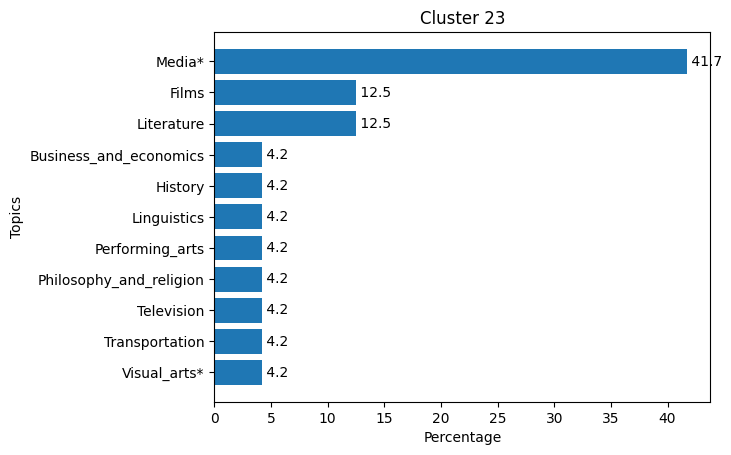 Cluster 23
Media* 41.7
Films 12.5
Literature 12.5
Business_and_economics 4.2
History 4.2
Linguistics 4.2
Performing_arts 4.2
Philosophy_and_religion 4.2
Television 4.2
Transportation 4.2
Visual_arts* 4.2
0 5 10 15 20 25 30 35 40
Percentage
Topics